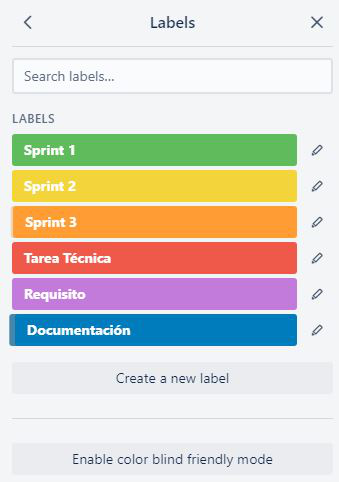 Labels
Search labels...
LABELS
Sprint 1
Sprint 2
Sprint 3
Tarea Técnica
Requisito
Documentación
Create a new label
Enable color blind friendly mode